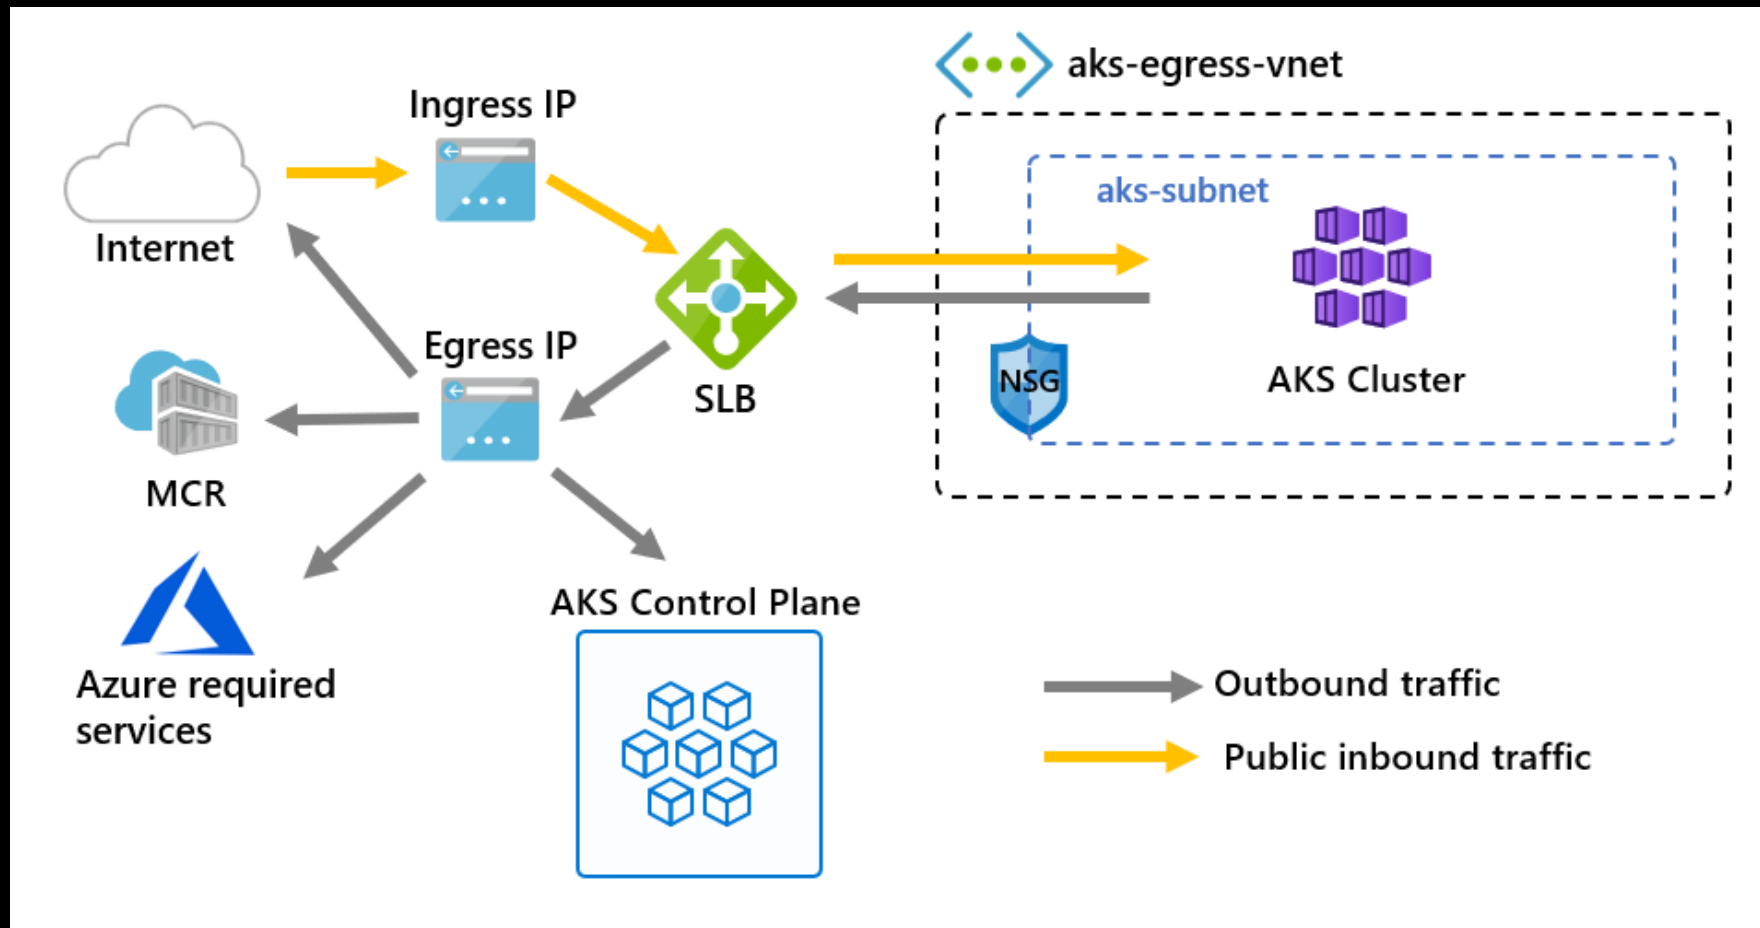 aks-egress-vnet
Ingress IP
aks-subnet
Internet
Egress IP
NSG
AKS Cluster
SLB
MCR
AKS Control Plane
Azure required
services
Outbound traffic
Public inbound traffic